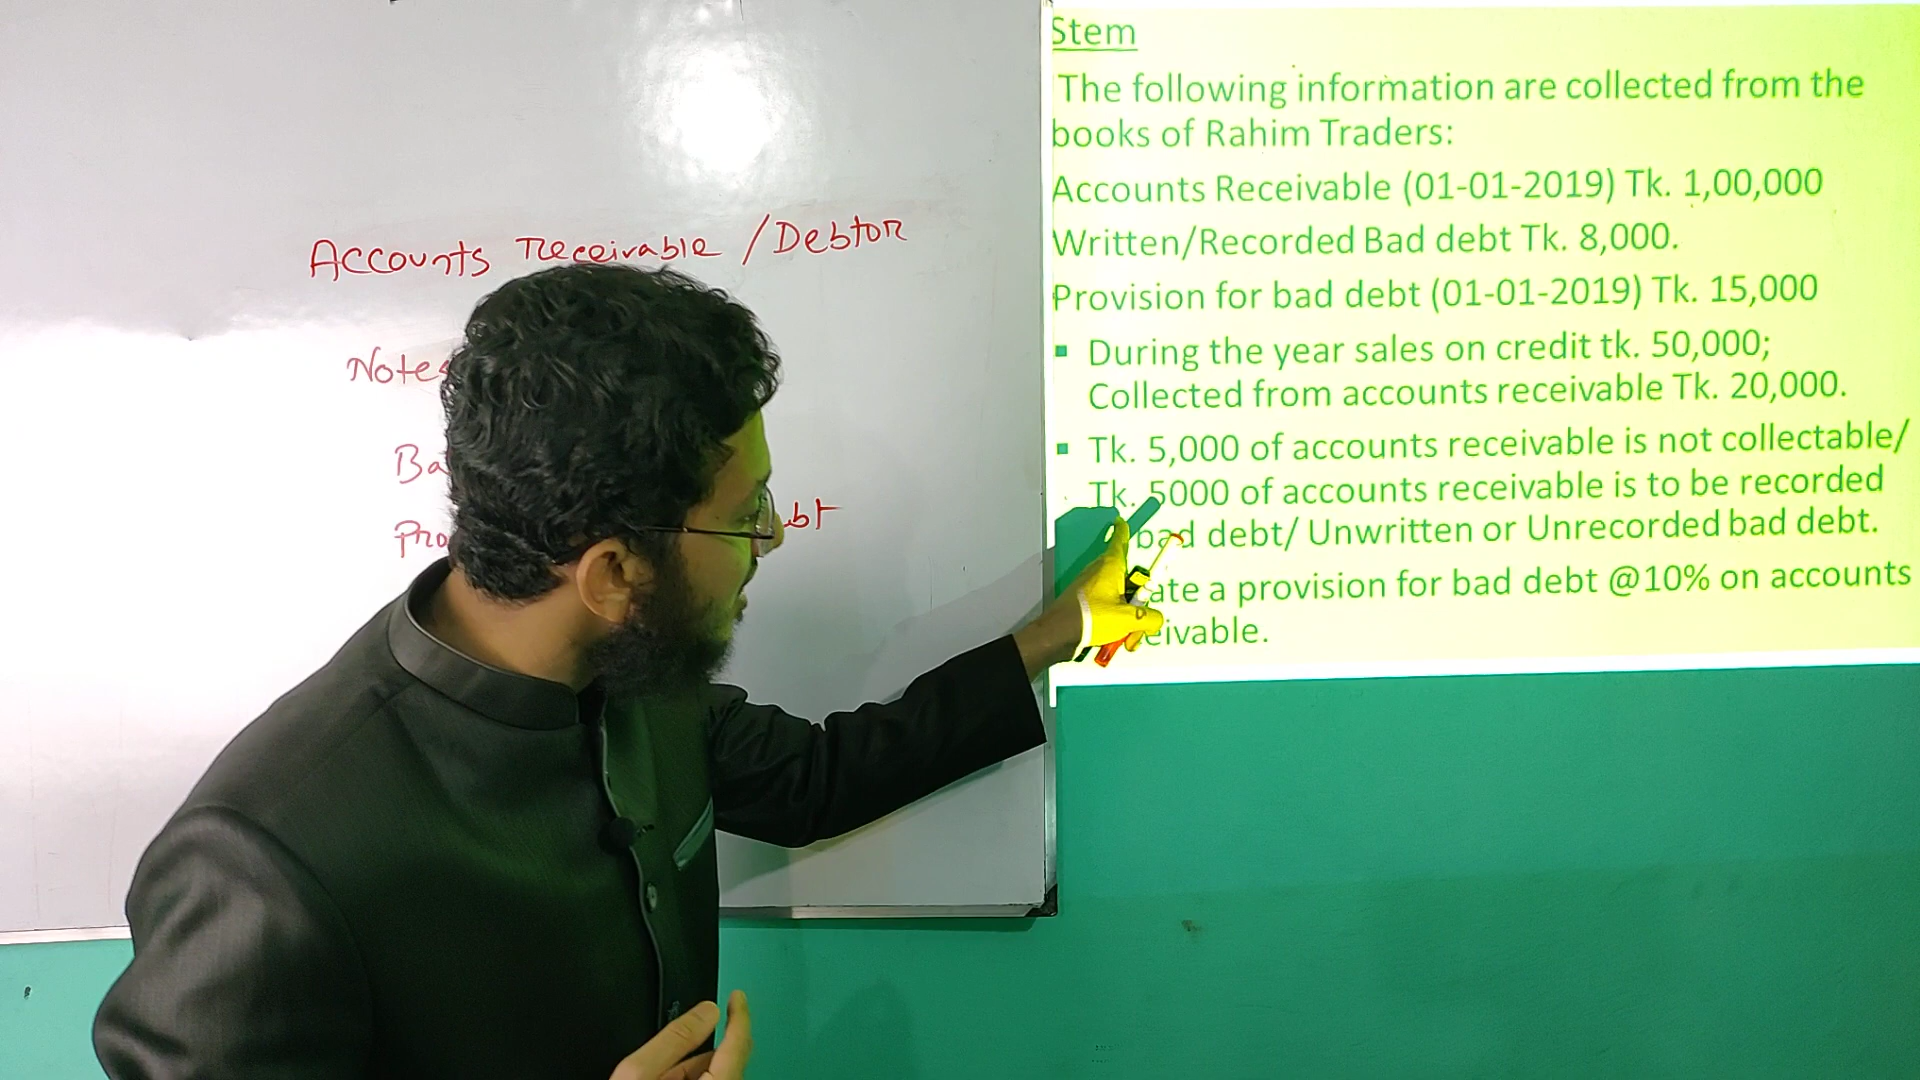 Accounts receivable / Debtor
Notes
Stem
The following information are collected from the
books of Rahim Traders:
Accounts Receivable (01-01-2019) Tk. 1,00,000
Written/Recorded Bad debt Tk. 8,000.
Provision for bad debt (01-01-2019) Tk. 15,000
▪ During the year sales on credit tk. 50,000;
Collected from accounts receivable Tk. 20,000.
▪ Tk. 5,000 of accounts receivable is not collectable/
Tk. 5000 of accounts receivable is to be recorded
bad debt/ Unwritten or Unrecorded bad debt.
a provision for bad debt @10% on accounts